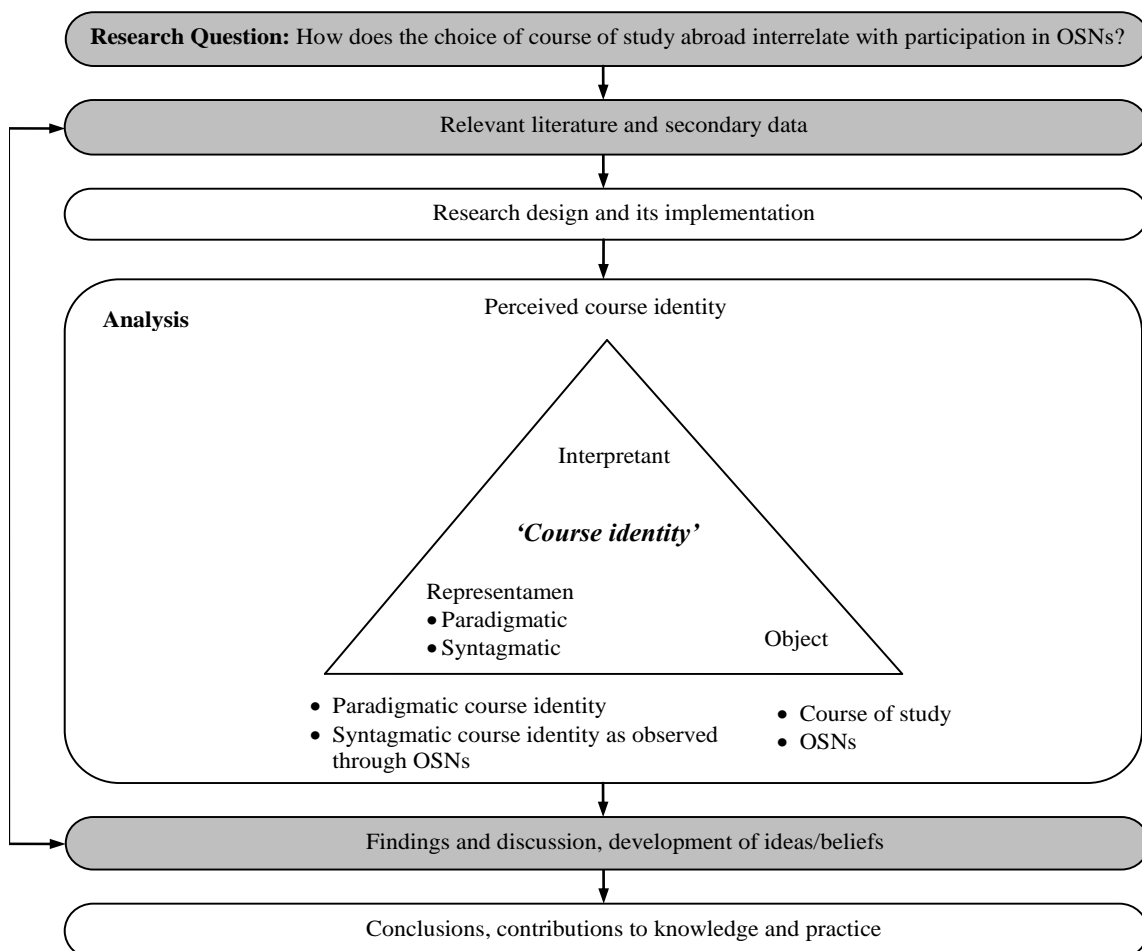 Research Question: How does the choice of course of study abroad interrelate with participation in OSNs?
Relevant literature and secondary data
Research design and its implementation
Perceived course identity
Analysis
Interpretant
‘Course identity’
Representamen
• Paradigmatic
• Syntagmatic
Object
• Paradigmatic course identity
• Syntagmatic course identity as observed
through OSNs
• Course of study
• OSNs
Findings and discussion, development of ideas/beliefs
Conclusions, contributions to knowledge and practice